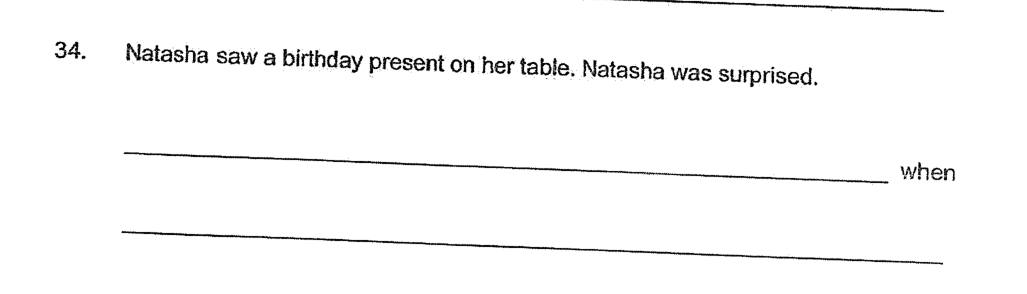 34. Natasha saw a birthday present on her table. Natasha was surprised.
when